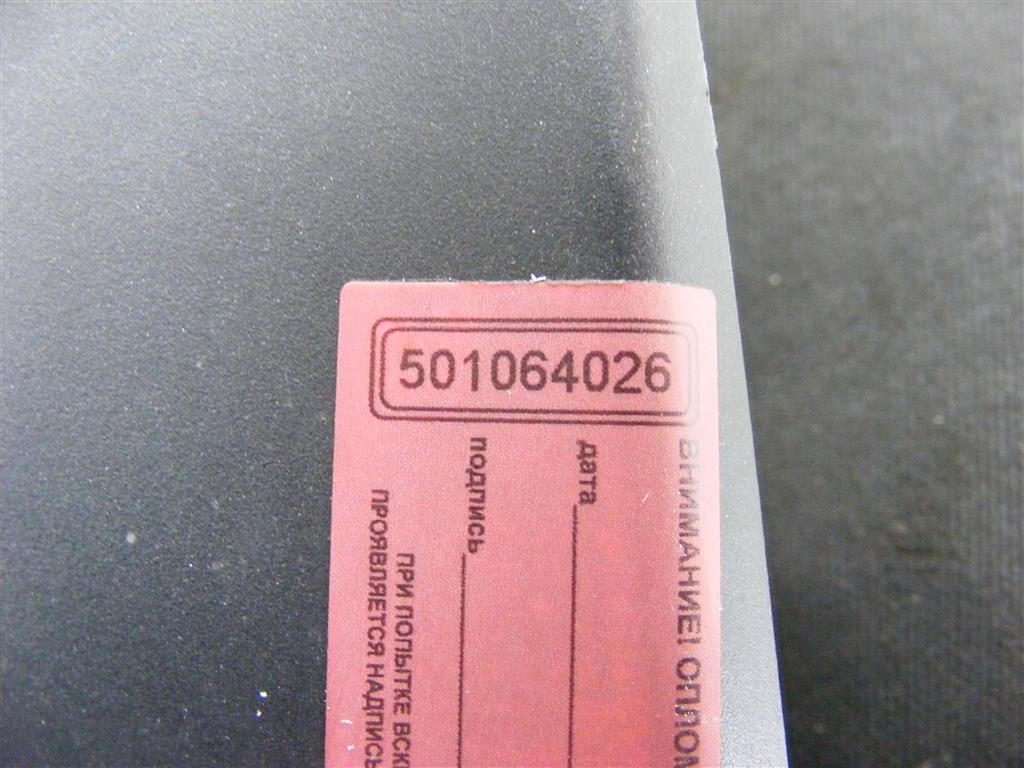 501064026
ВНИМАНИЕ! ОПЛОМ
дата
подпись
ПРИ ПОПЫТКЕ ВСК
ПРОЯВЛЯЕТСЯ НАДПИСЬ